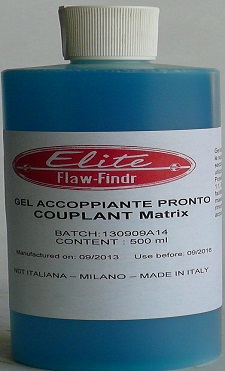 Elite
Flaw-Findr
GEL ACCOPPIANTE PRONTO
COUPLANT Matrix
BATCH:130909A14
CONTENT : 500 ml
Manufactured on: 09/2013 Use before: 09/2016
NDT ITALIANA – MILANO – MADE IN ITALY